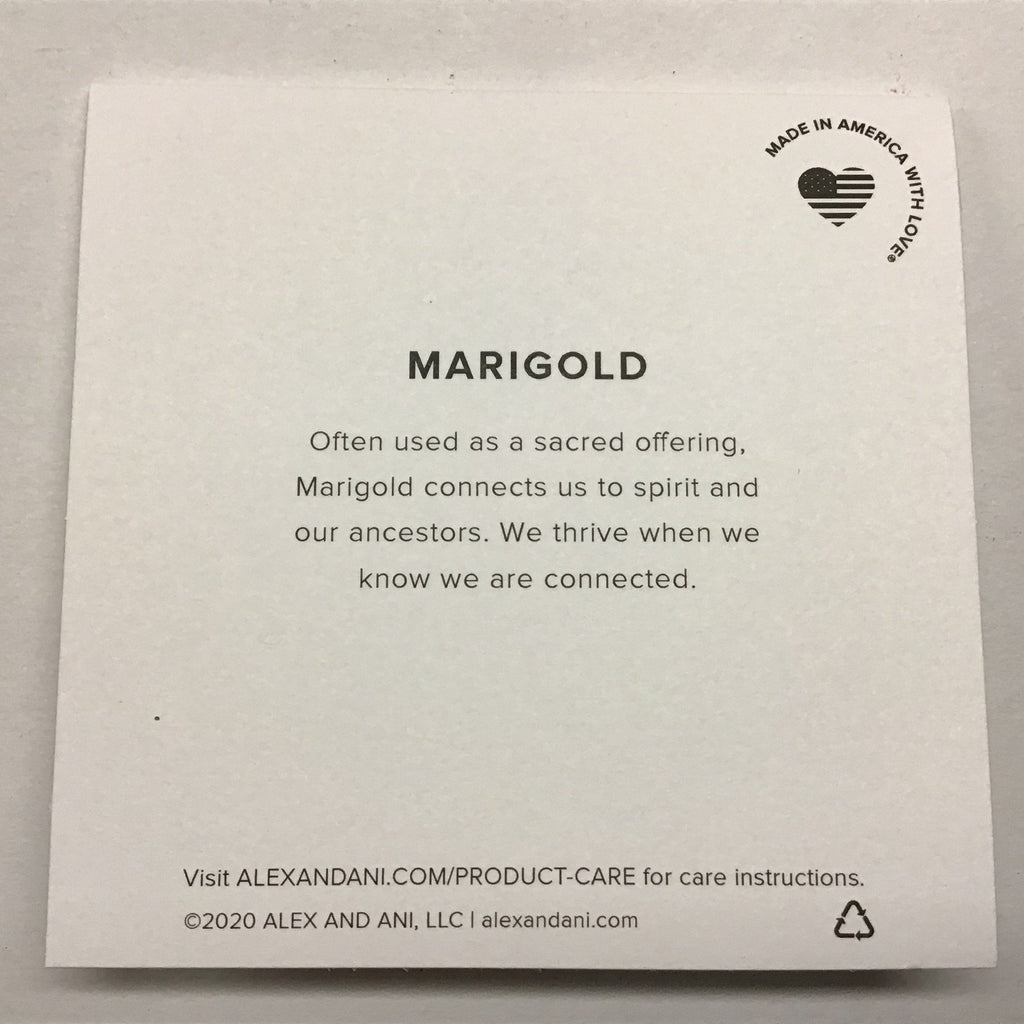 MADE IN AMERICA WITH LOVE®
MARIGOLD
Often used as a sacred offering,
Marigold connects us to spirit and
our ancestors. We thrive when we
know we are connected.
Visit ALEXANDANI.COM/PRODUCT-CARE for care instructions.
©2020 ALEX AND ANI, LLC | alexandani.com